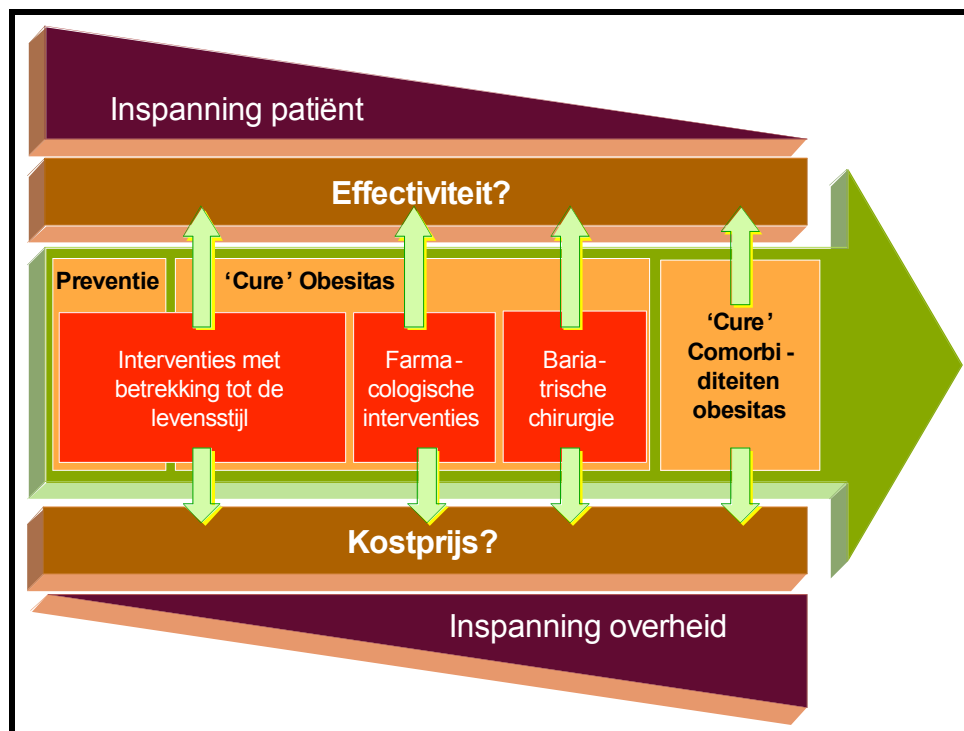 Inspanning patiënt
Effectiviteit?
Preventie
‘Cure’ Obesitas
Interventies met
betrekking tot de
levensstijl
Farma-
cologische
interventies
Baria-
trische
chirurgie
‘Cure’
Comorbi -
diteiten
obesitas
Kostprijs?
Inspanning overheid